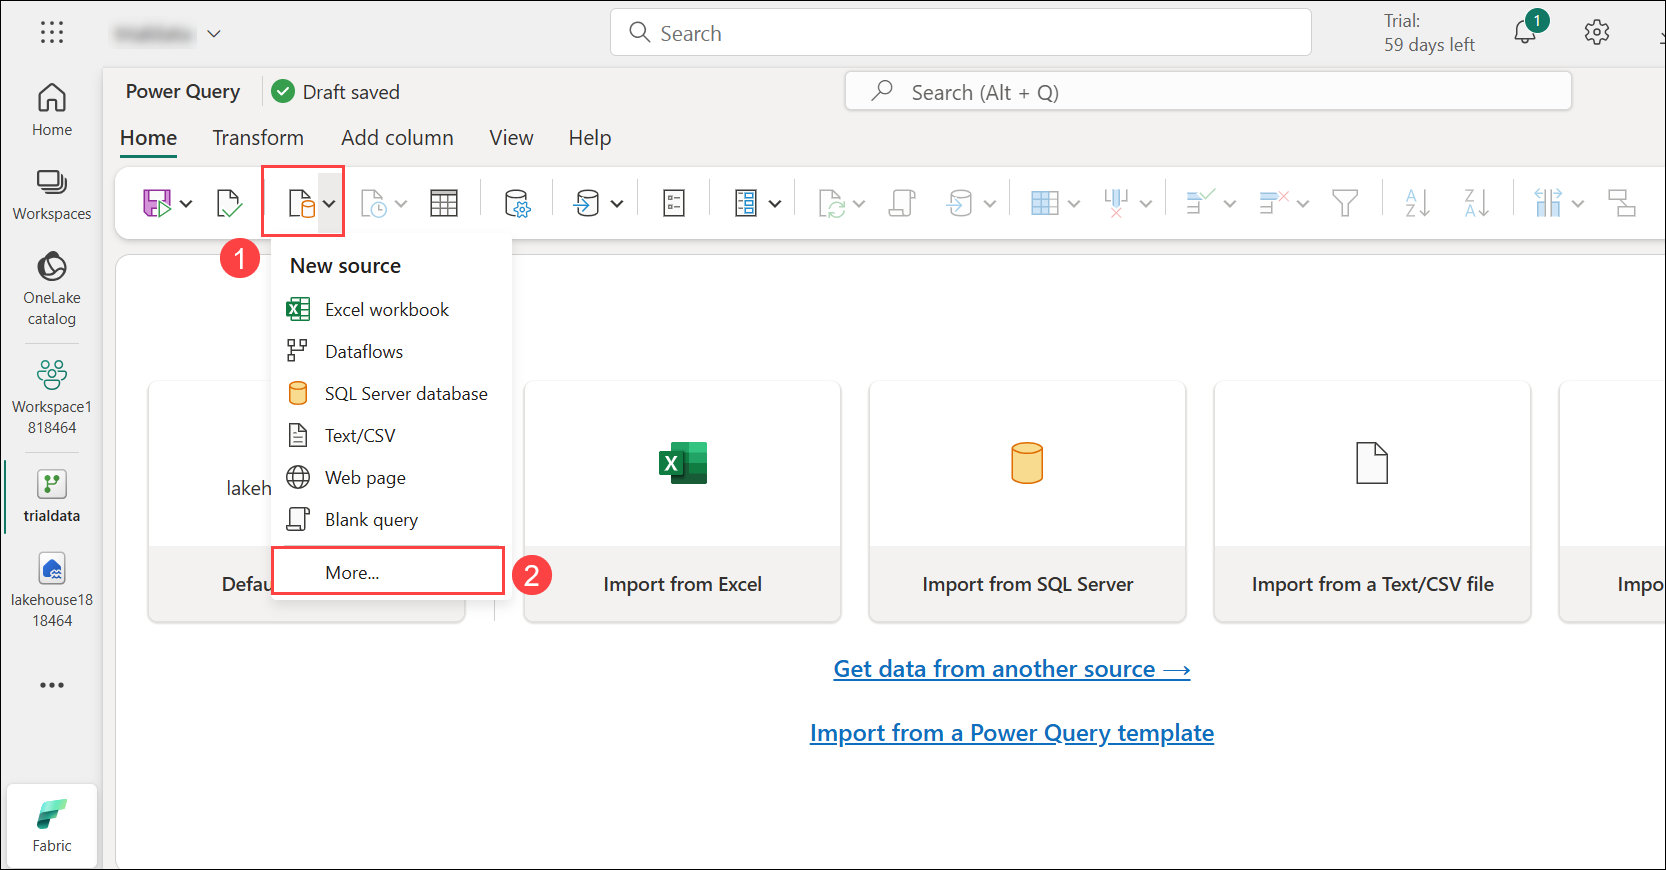 Search
Trial:
59 days left
1
Home
Workspaces
OneLake
catalog
Workspace1
818464
trialdata
lakehouse18
18464
Fabric
Power Query
Draft saved
Search (Alt + Q)
Home
Transform
Add column
View
Help
1
New source
Excel workbook
Dataflows
SQL Server database
Text/CSV
Web page
Blank query
More...
2
lakeh
Defau
Import from Excel
Import from SQL Server
Import from a Text/CSV file
Impo
Get data from another source →
Import from a Power Query template